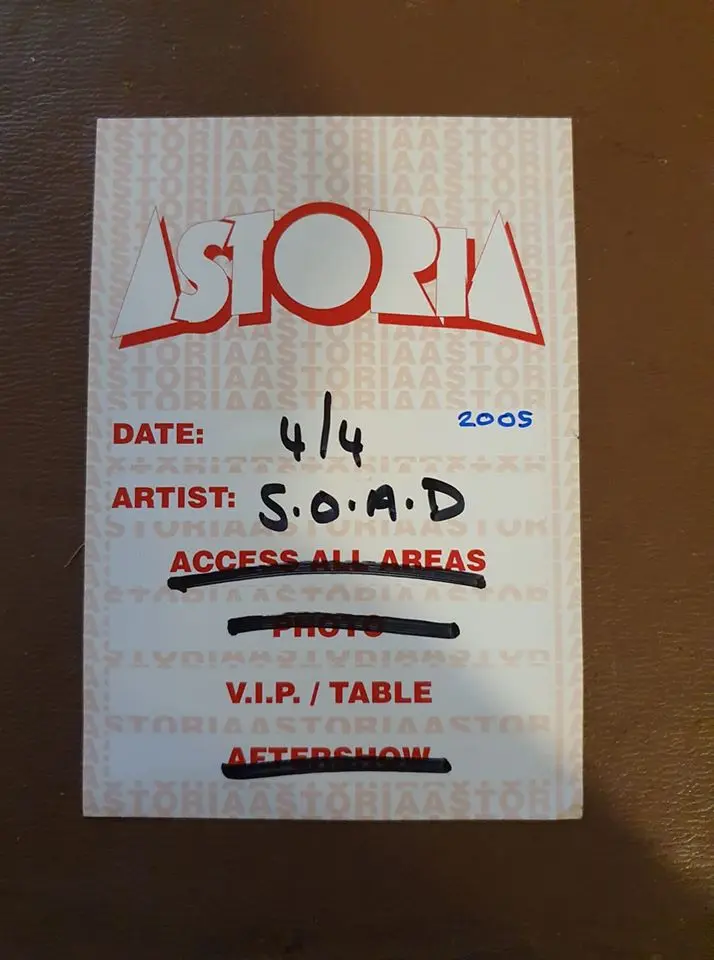 ASTORIA
DATE: 4/4 2005
ARTIST: S.O.A.D
ACCESS ALL AREAS
PHOTO
V.I.P. / TABLE
AFTERSHOW